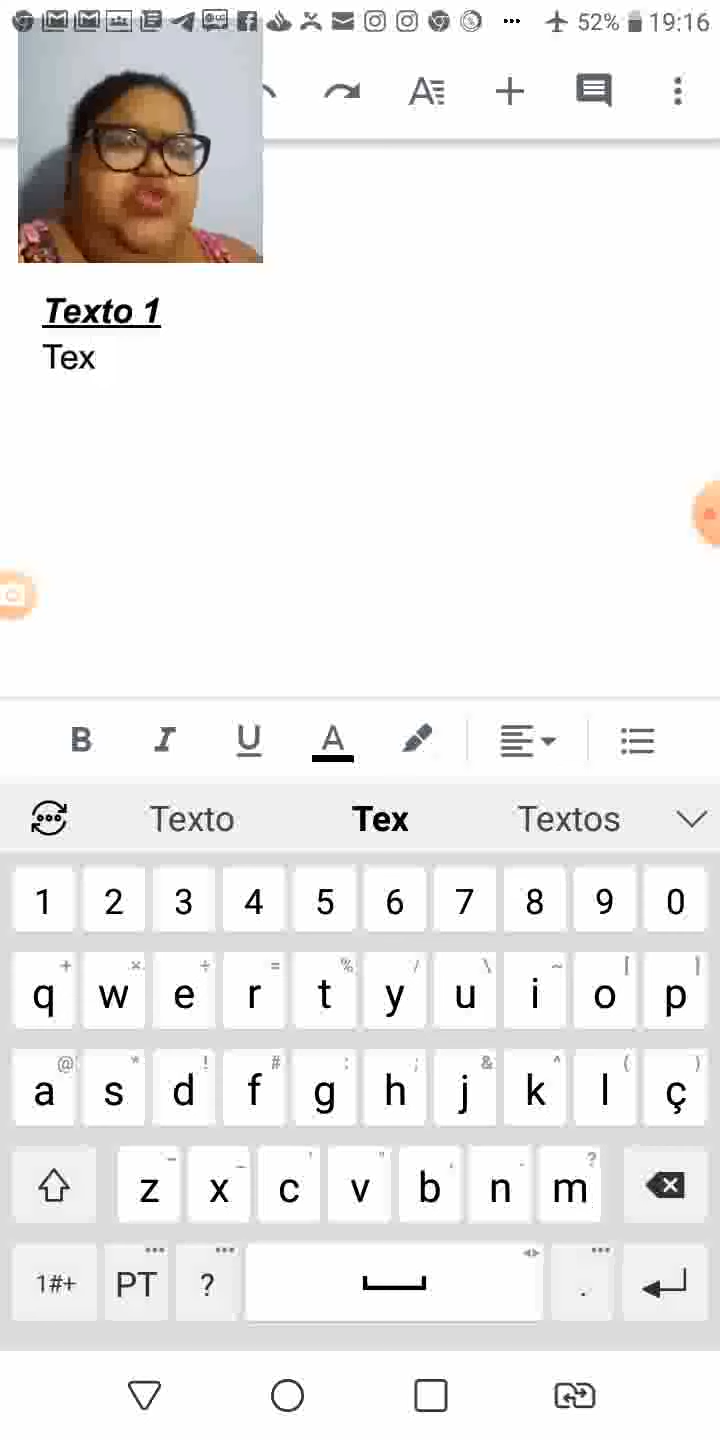 52% 19:16
Texto 1
Tex
B I U A
Texto Tex Textos
1 2 3 4 5 6 7 8 9 0
+ × ÷ = % / \ ~ [ ]
q w e r t y u i o p
@ * ! # : ; & ^ ( )
a s d f g h j k l ç
- _ ' " , . ?
z x c v b n m
1#+ PT ? .